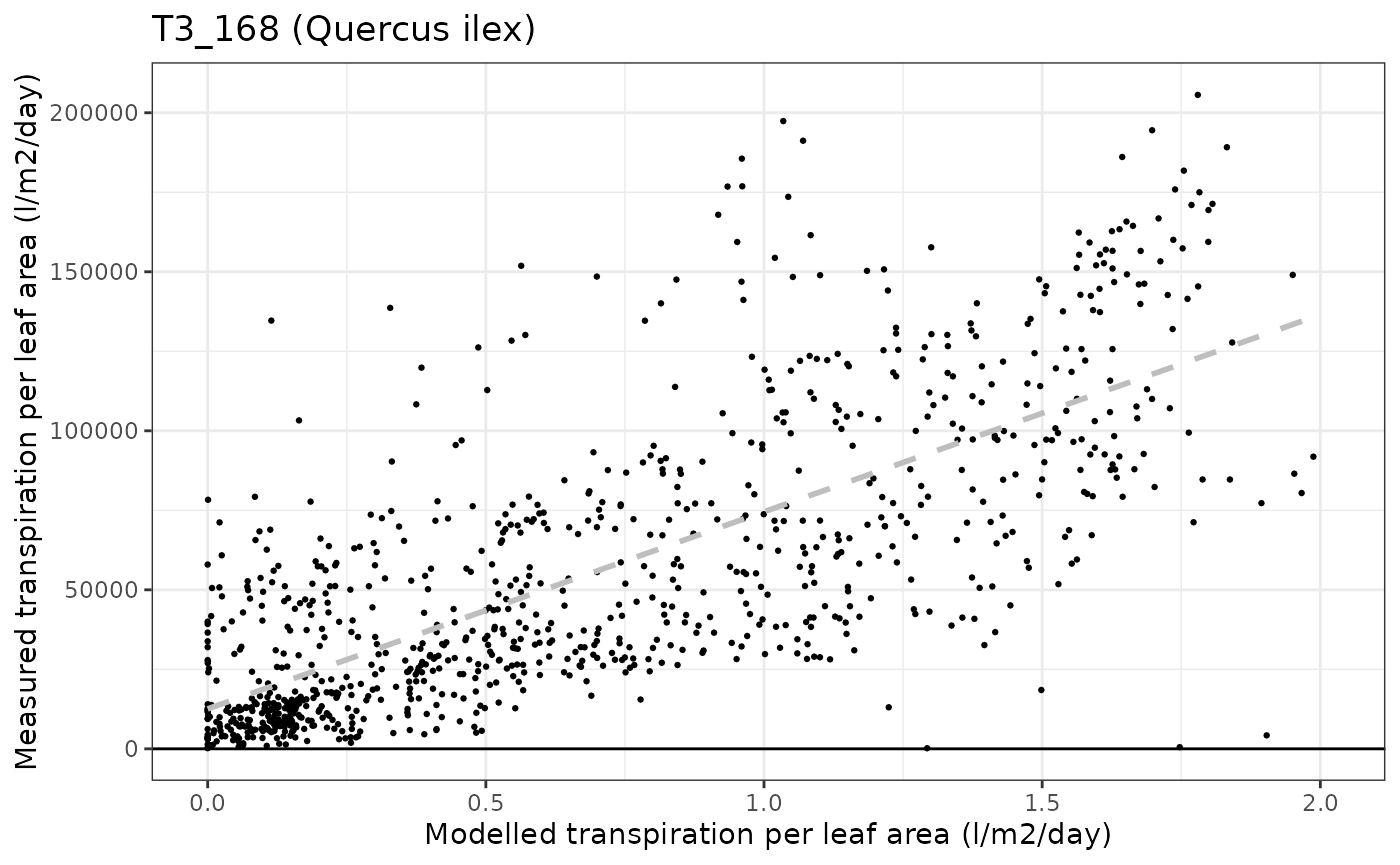 T3_168 (Quercus ilex)
Measured transpiration per leaf area (l/m2/day)
200000
150000
100000
50000
0
0.0 0.5 1.0 1.5 2.0
Modelled transpiration per leaf area (l/m2/day)